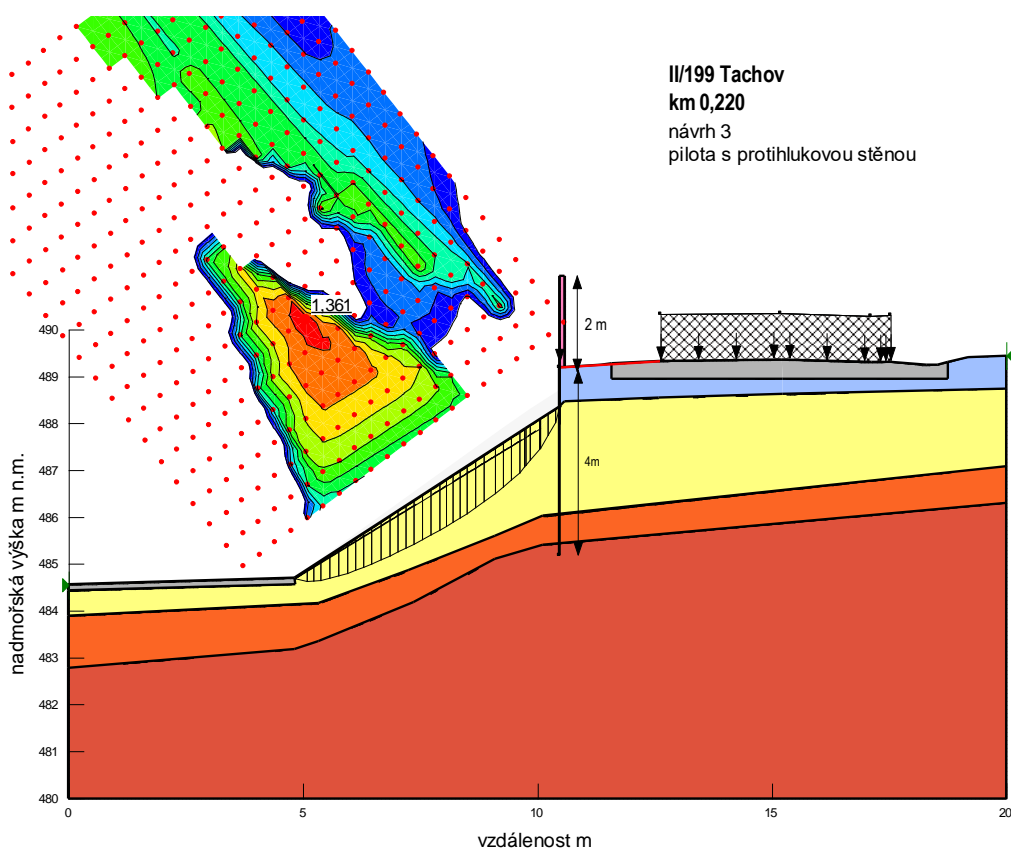 II/199 Tachov
km 0,220
návrh 3
pilota s protihlukovou stěnou
1,361
2 m
4m
nadmořská výška m n.m.
490
489
488
487
486
485
484
483
482
481
480
0
5
10
15
20
vzdálenost m